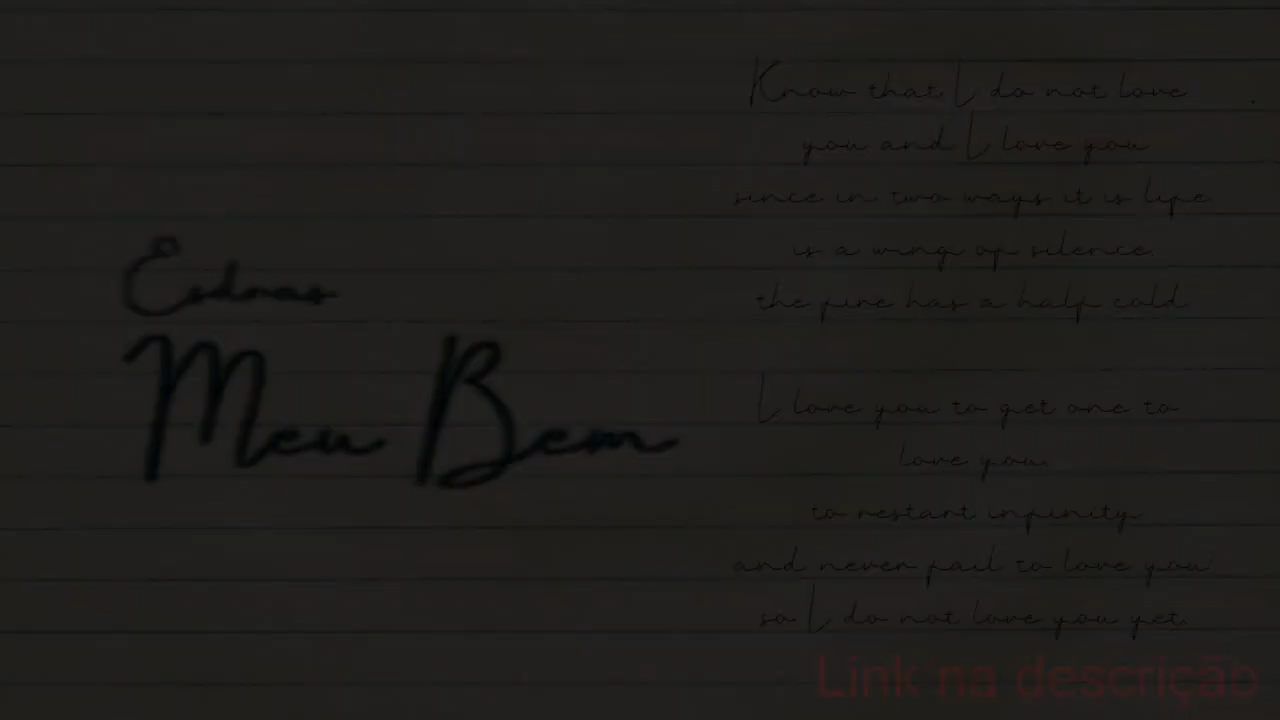 Esdras
Meu Bem
Know that I do not love
you and I love you
since in two ways it is life,
is a wing of silence,
the fire has a half cold.
I love you to get one to
love you,
to restart infinity
and never fail to love you:
so I do not love you yet.
Link na descrição